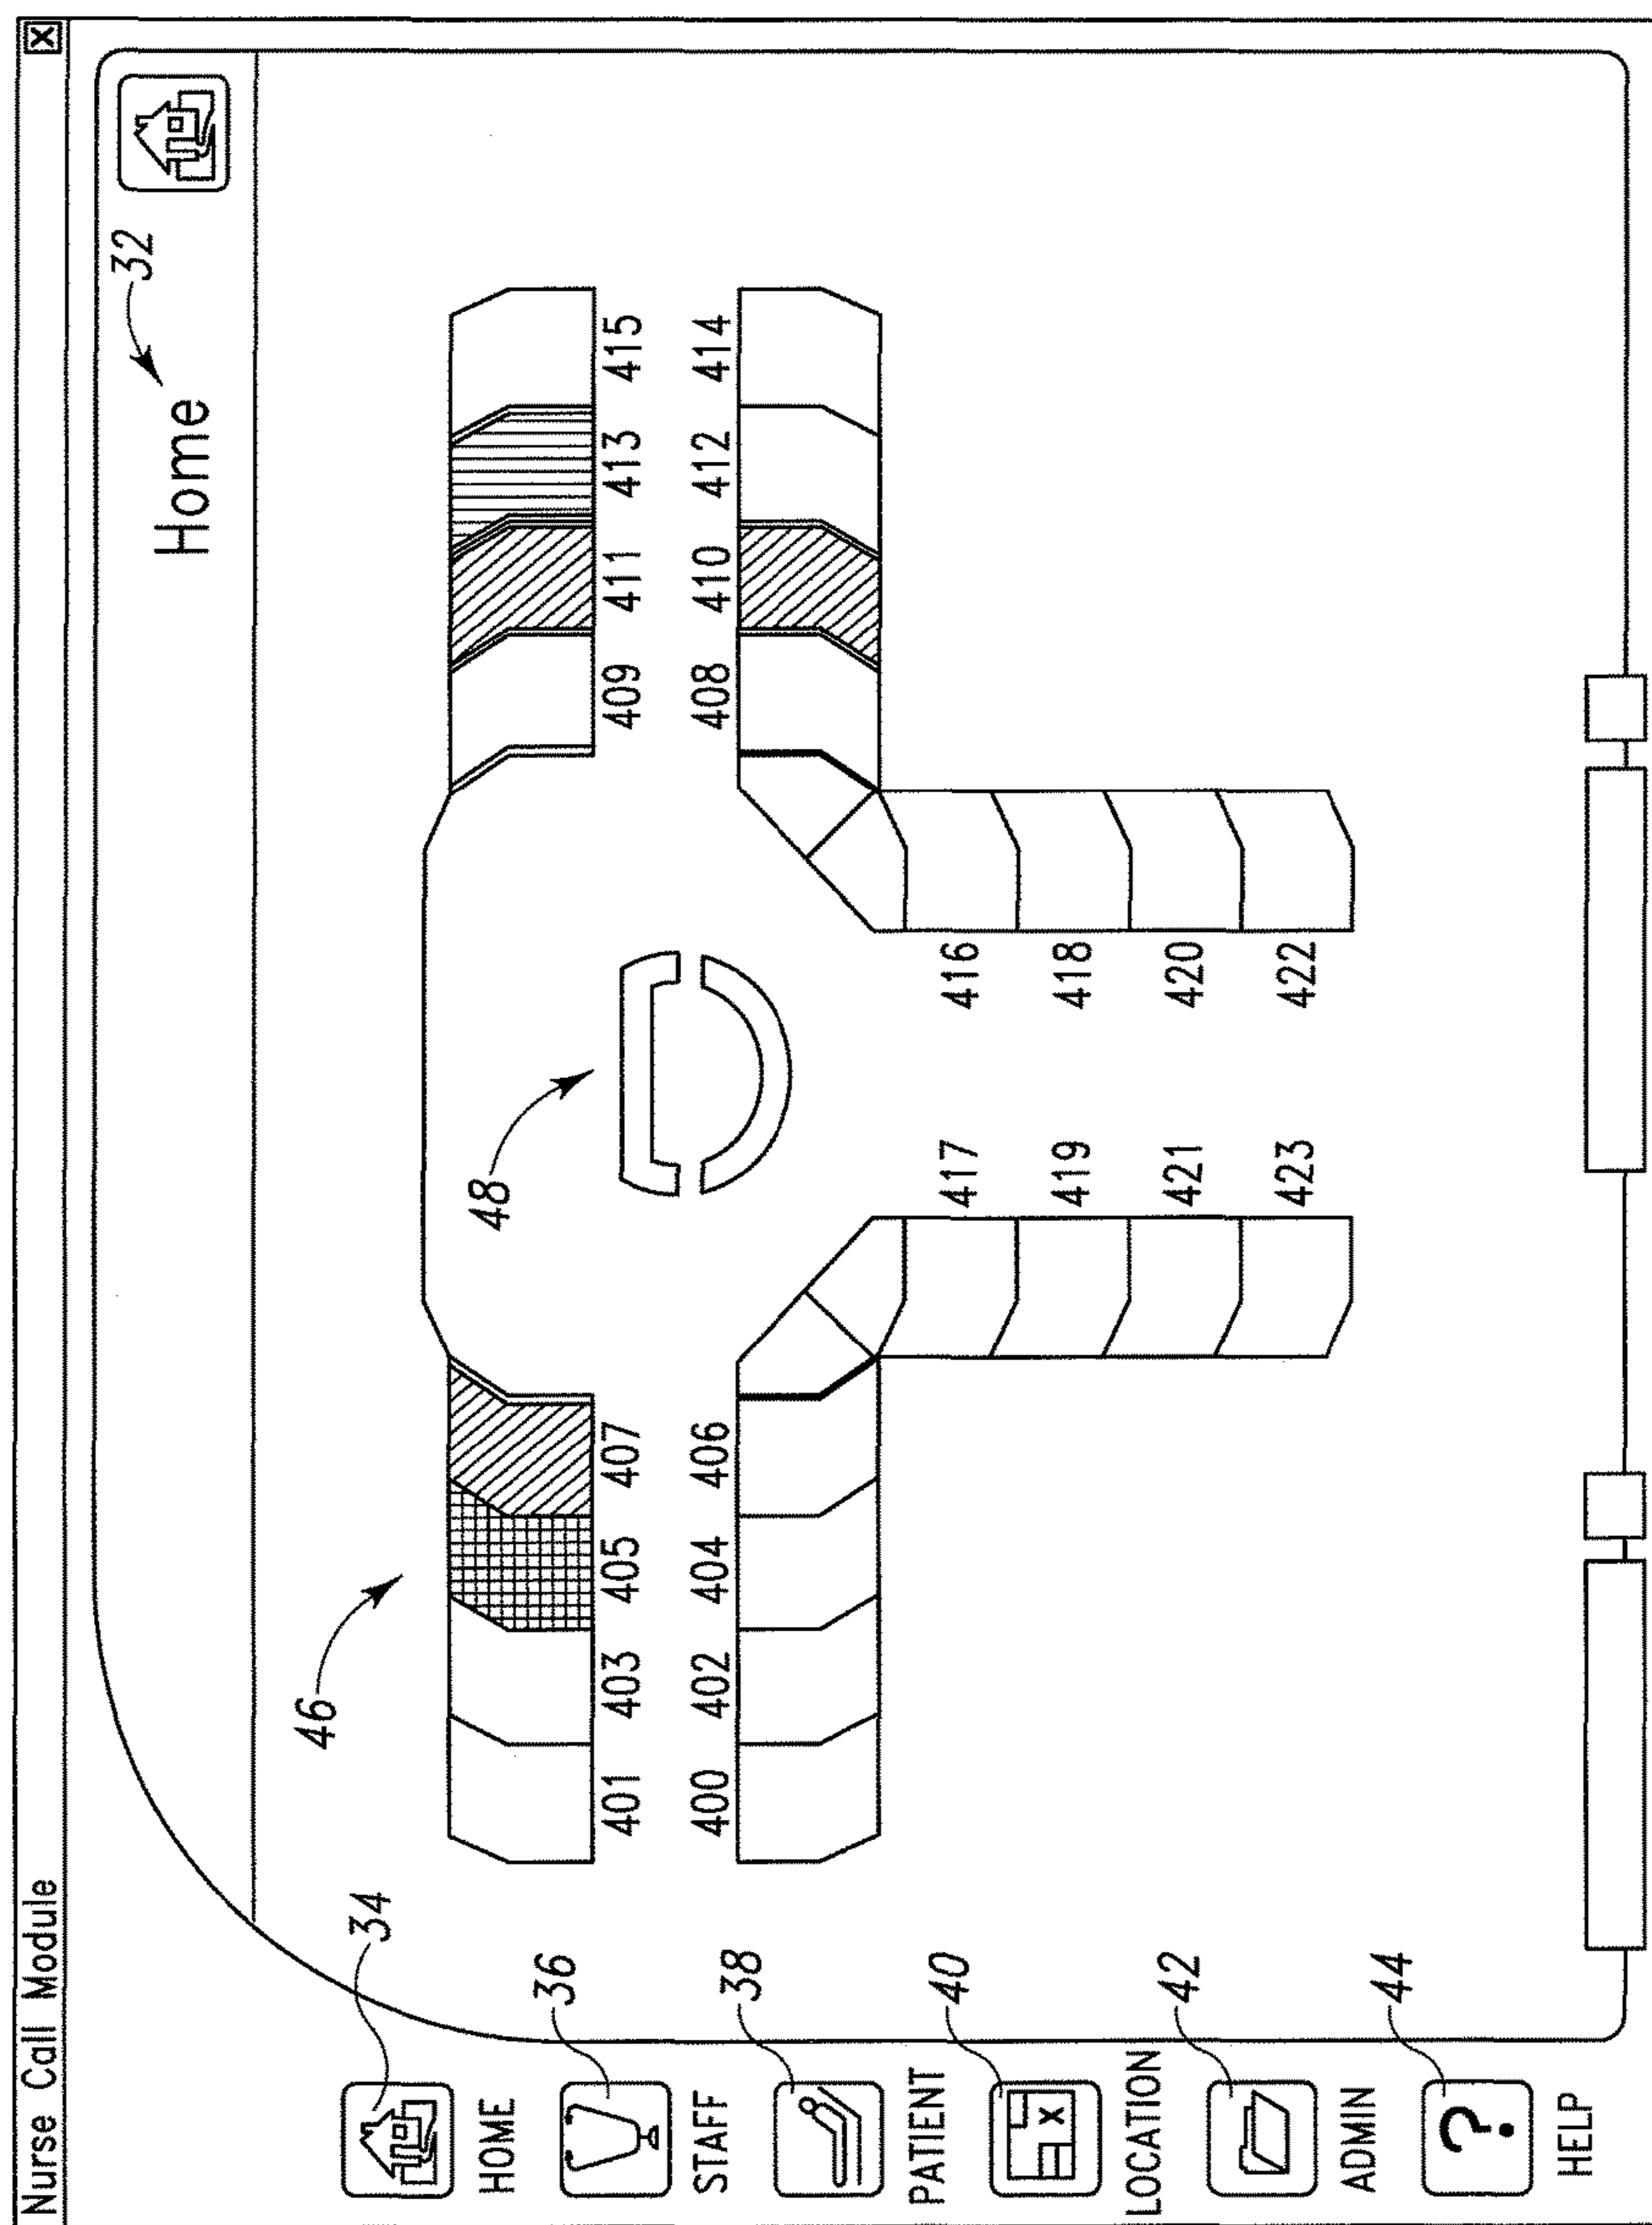 Nurse Call Module
X
Home
32
34
HOME
36
STAFF
38
PATIENT
40
X
LOCATION
42
ADMIN
44
?
HELP
46
48
401 403 405 407 409 411 413 415
400 402 404 406 408 410 412 414
417 416
419 418
421 420
423 422